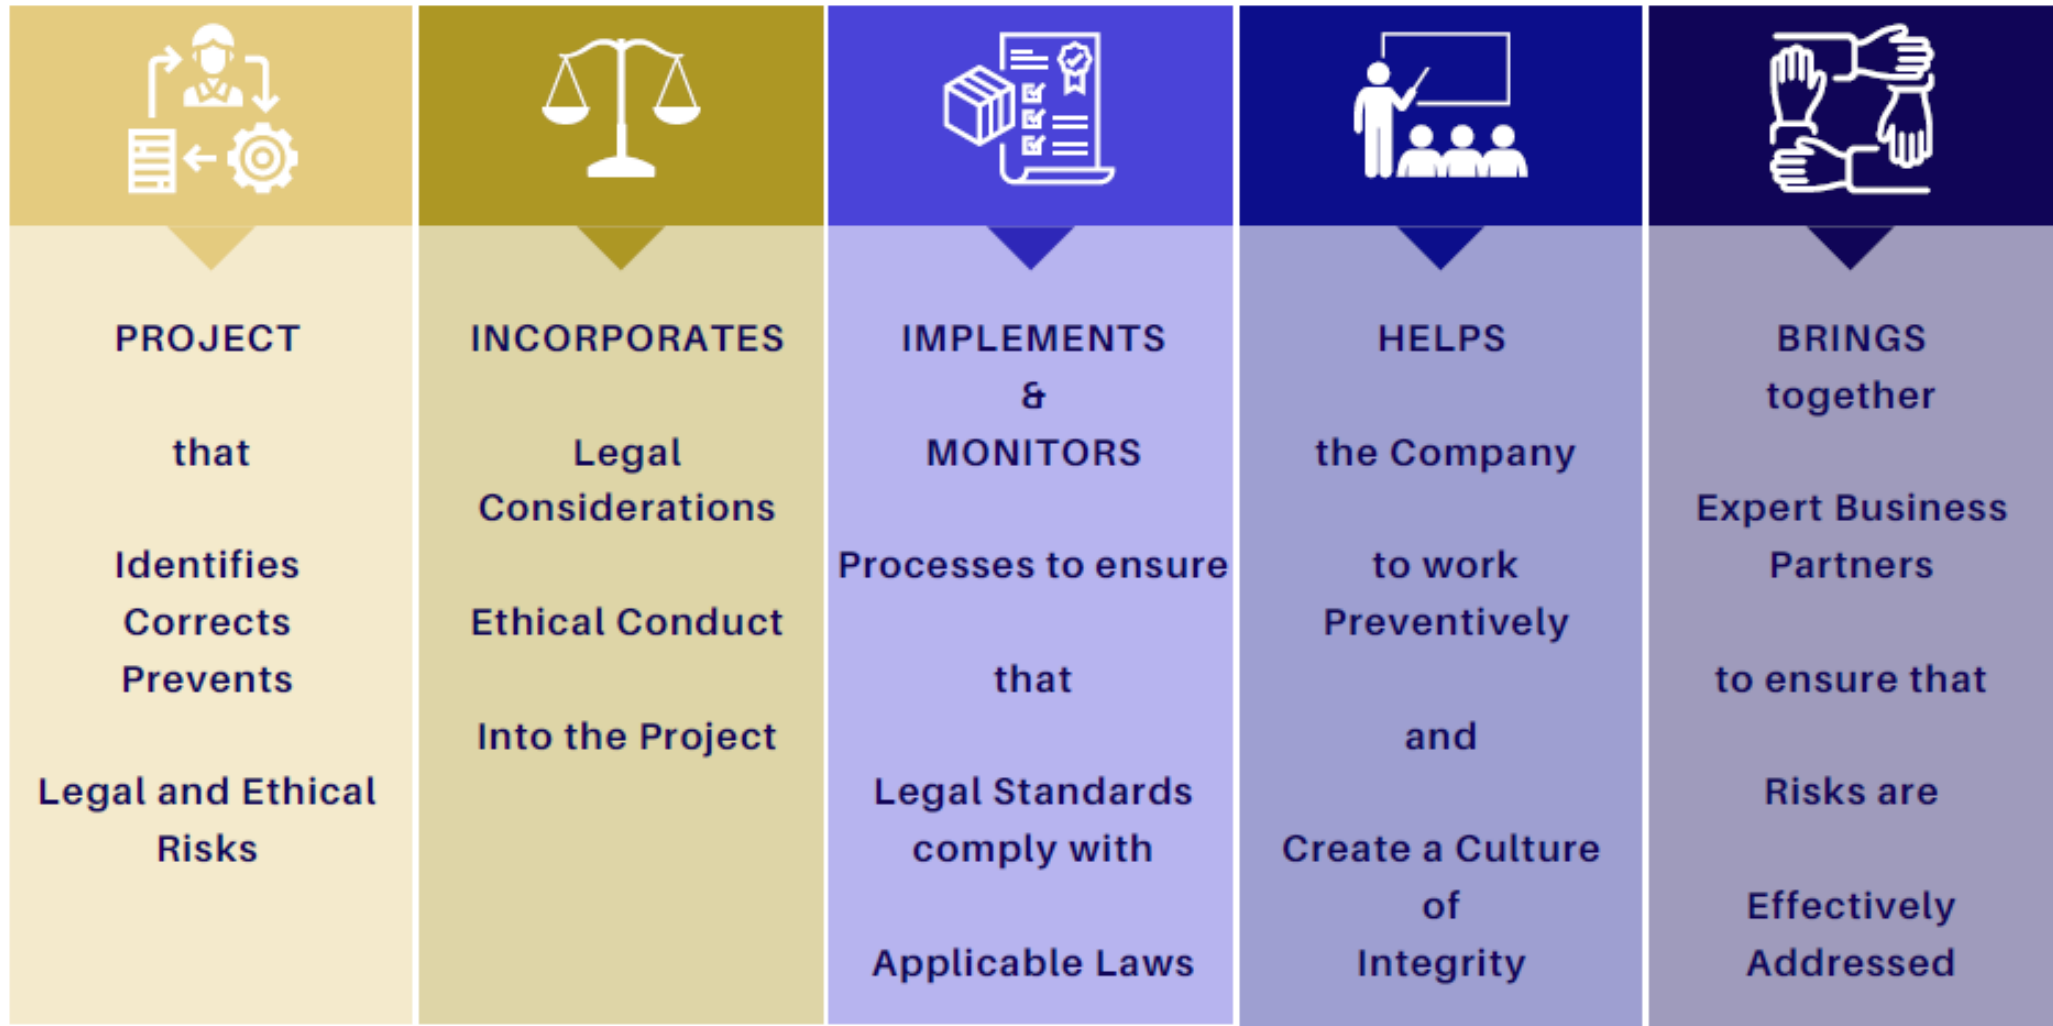 PROJECT
that
Identifies
Corrects
Prevents
Legal and Ethical
Risks
INCORPORATES
Legal
Considerations
Ethical Conduct
Into the Project
IMPLEMENTS
&
MONITORS
Processes to ensure
that
Legal Standards
comply with
Applicable Laws
HELPS
the Company
to work
Preventively
and
Create a Culture
of
Integrity
BRINGS
together
Expert Business
Partners
to ensure that
Risks are
Effectively
Addressed